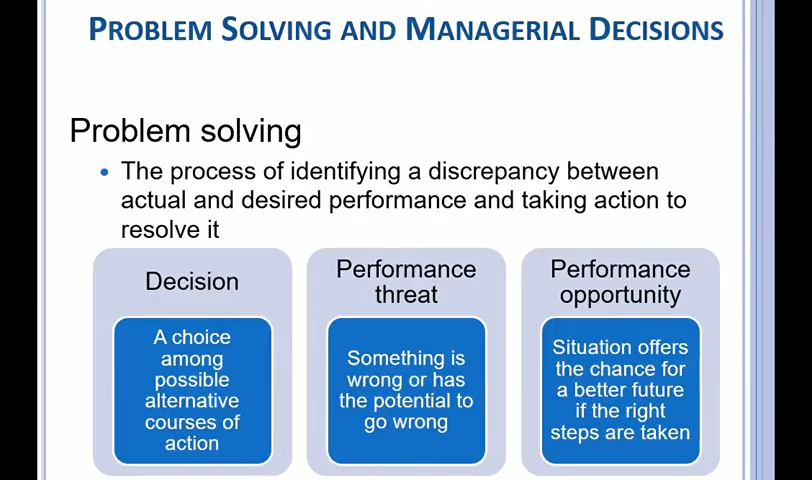 PROBLEM SOLVING AND MANAGERIAL DECISIONS
Problem solving
• The process of identifying a discrepancy between
actual and desired performance and taking action to
resolve it
Decision
A choice
among
possible
alternative
courses of
action
Performance
threat
Something is
wrong or has
the potential to
go wrong
Performance
opportunity
Situation offers
the chance for
a better future
if the right
steps are taken